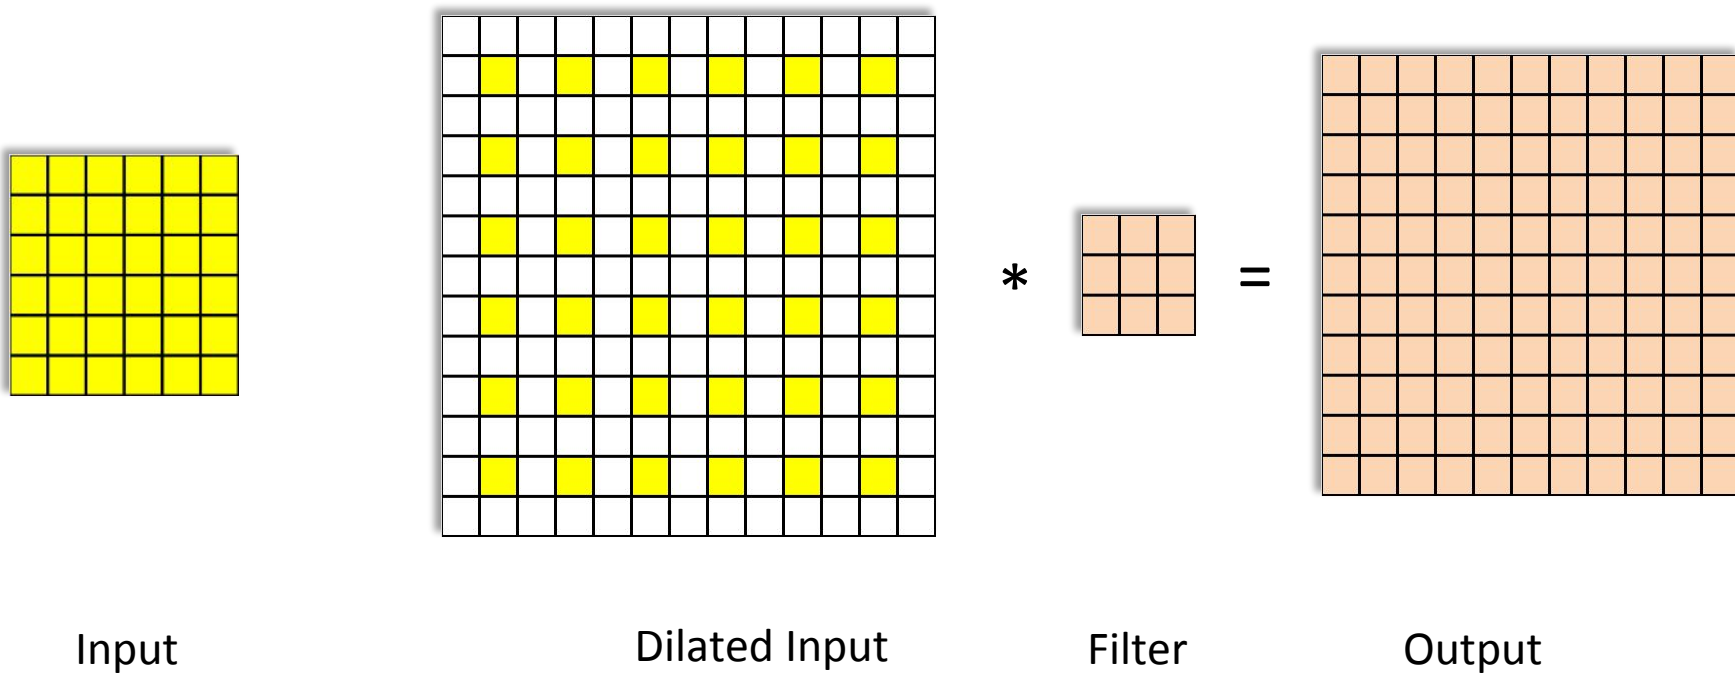 *
=
Input
Dilated Input
Filter
Output